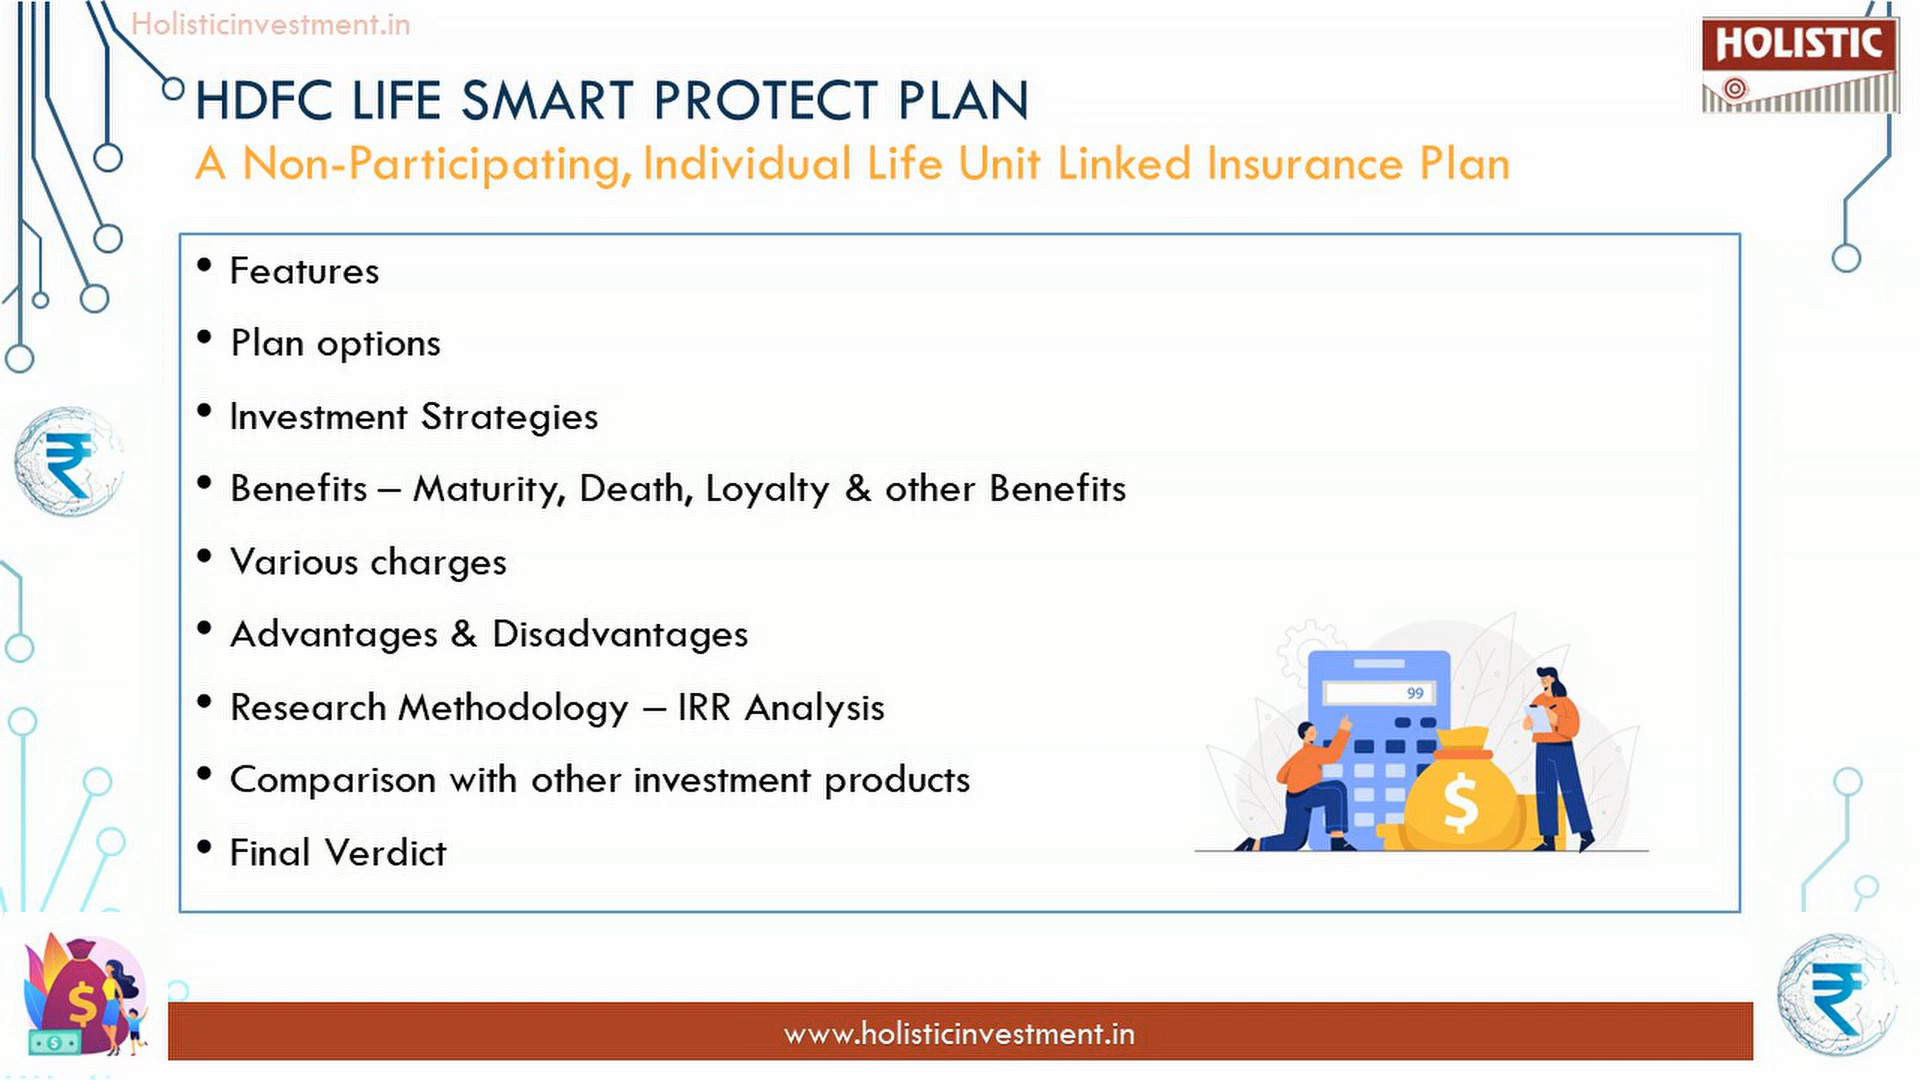 Holisticinvestment.in
HOLISTIC
HDFC LIFE SMART PROTECT PLAN
A Non-Participating, Individual Life Unit Linked Insurance Plan
• Features
• Plan options
• Investment Strategies
• Benefits – Maturity, Death, Loyalty & other Benefits
• Various charges
• Advantages & Disadvantages
• Research Methodology – IRR Analysis
• Comparison with other investment products
• Final Verdict
99
$
₹
$
$
₹
www.holisticinvestment.in